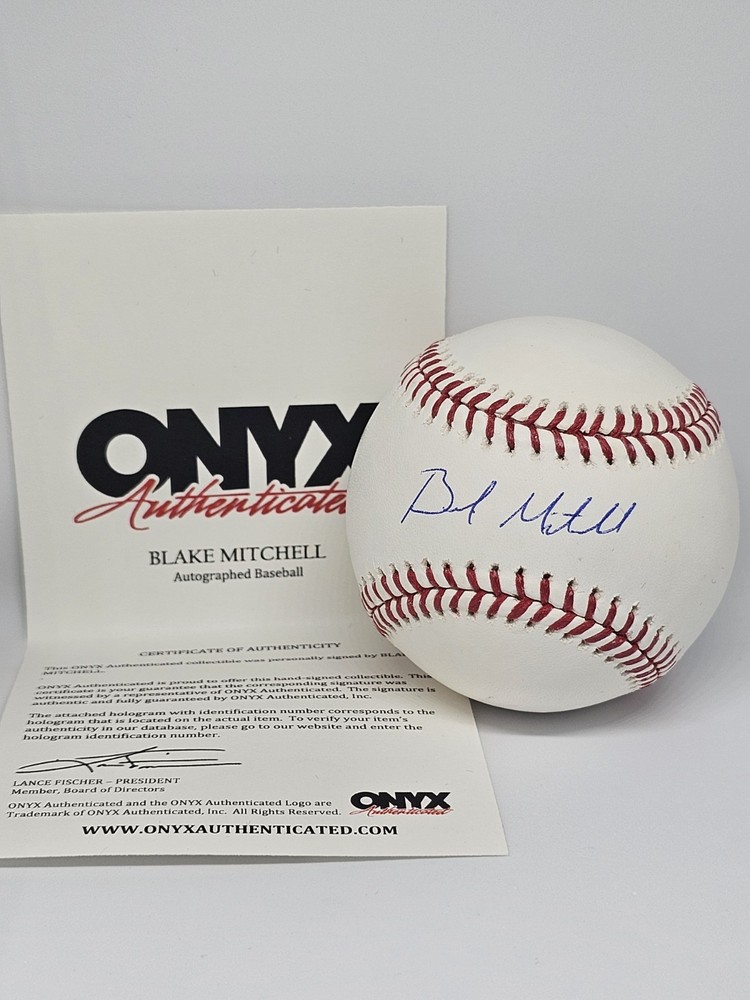 ONYX
Authenticated
BLAKE MITCHELL
Autographed Baseball
CERTIFICATE OF AUTHENTICITY
This ONYX Authenticated collectible was personally signed by BLA
MITCHELL.
ONYX Authenticated is proud to offer this hand-signed collectible. This
certificate is your guarantee that the corresponding signature was
witnessed by a representative of ONYX Authenticated. The signature is
authentic and fully guaranteed by ONYX Authenticated, Inc.
The attached hologram with identification number corresponds to the
hologram that is located on the actual item. To verify your item's
authenticity in our database, please go to our website and enter the
hologram identification number.
LANCE FISCHER – PRESIDENT
Member, Board of Directors
ONYX Authenticated and the ONYX Authenticated Logo are
Trademark of ONYX Authenticated, Inc. All Rights Reserved.
ONYX
Authenticated
WWW.ONYXAUTHENTICATED.COM